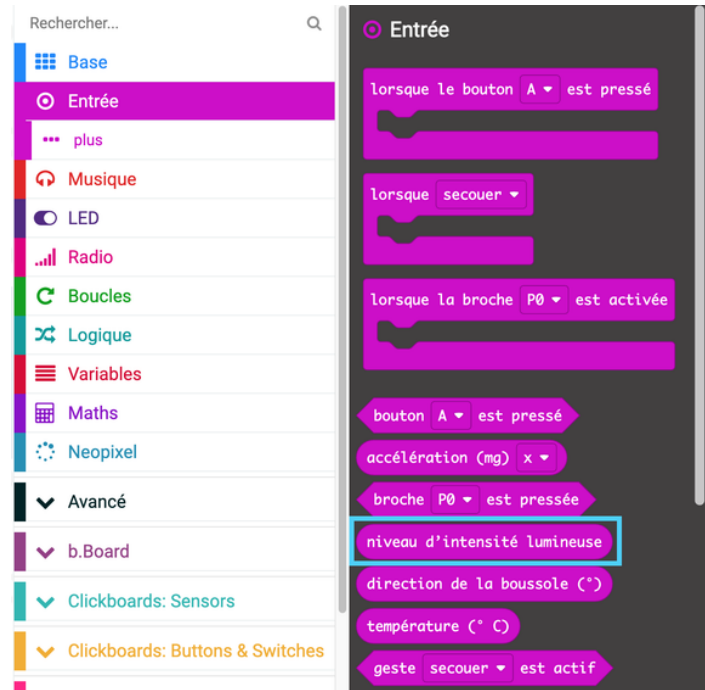 Rechercher...
Base
Entrée
plus
Musique
LED
Radio
Boucles
Logique
Variables
Maths
Neopixel
Avancé
b.Board
Clickboards: Sensors
Clickboards: Buttons & Switches
Entrée
lorsque le bouton A est pressé
lorsque secouer
lorsque la broche P0 est activée
bouton A est pressé
accélération (mg) x
broche P0 est pressée
niveau d'intensité lumineuse
direction de la boussole (°)
température (° C)
geste secouer est actif